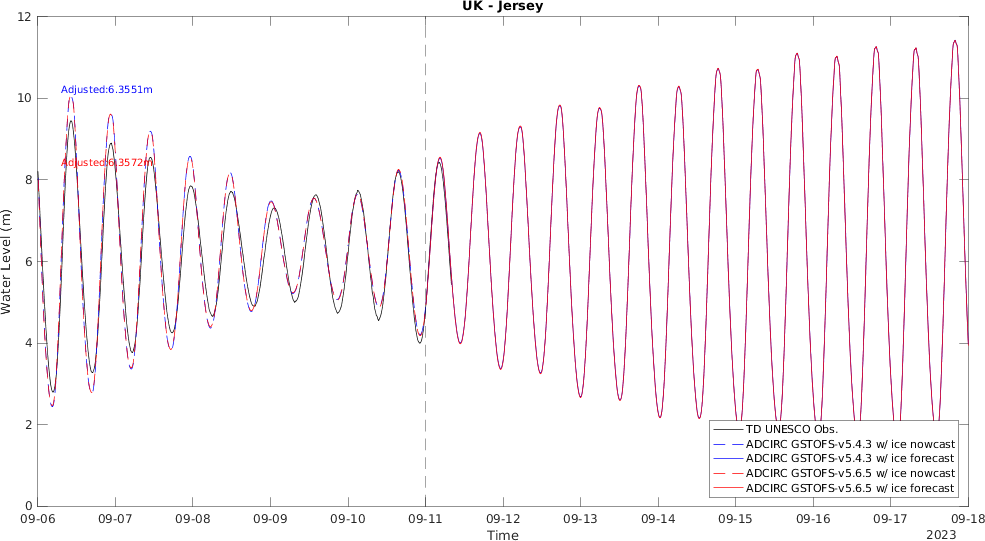 UK - Jersey
12
10
8
6
4
2
0
Water Level (m)
Adjusted:6.3551m
Adjusted:6.3572m
TD UNESCO Obs.
ADCIRC GSTOFS-v5.4.3 w/ ice nowcast
ADCIRC GSTOFS-v5.4.3 w/ ice forecast
ADCIRC GSTOFS-v5.6.5 w/ ice nowcast
ADCIRC GSTOFS-v5.6.5 w/ ice forecast
09-06 09-07 09-08 09-09 09-10 09-11 09-12 09-13 09-14 09-15 09-16 09-17 09-18
Time
2023